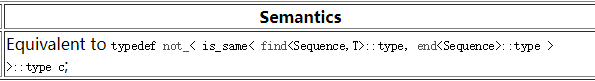 Semantics
Equivalent to typedef not_< is_same< find<Sequence,T>::type, end<Sequence>::type >
>::type c;